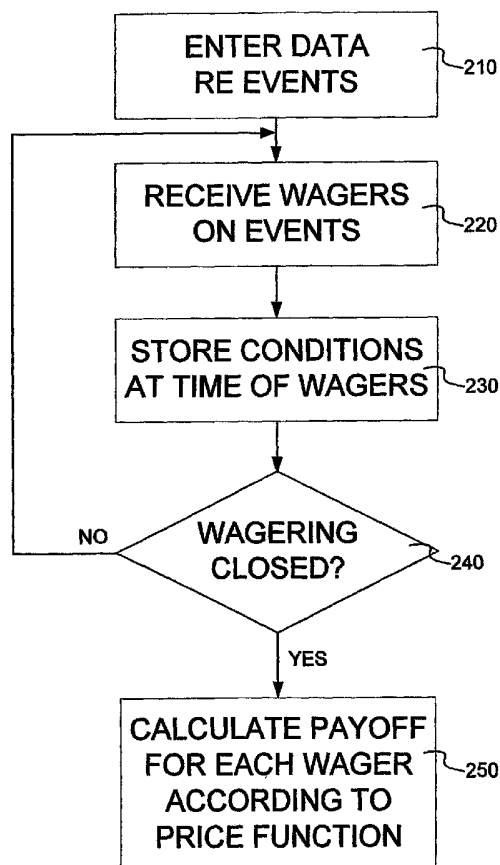 ENTER DATA
RE EVENTS
210
RECEIVE WAGERS
ON EVENTS
220
STORE CONDITIONS
AT TIME OF WAGERS
230
NO
WAGERING
CLOSED?
240
YES
CALCULATE PAYOFF
FOR EACH WAGER
ACCORDING TO
PRICE FUNCTION
250